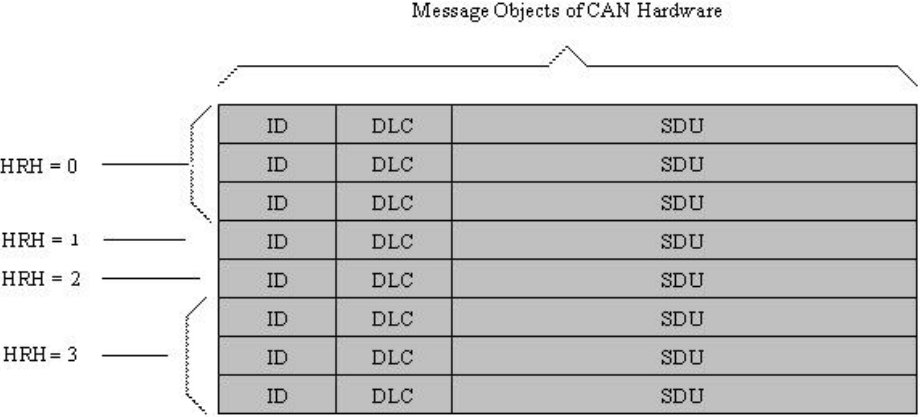 Message Objects of CAN Hardware
ID DLC SDU
HRH = 0 ID DLC SDU
ID DLC SDU
HRH = 1 ID DLC SDU
HRH = 2 ID DLC SDU
ID DLC SDU
HRH = 3 ID DLC SDU
ID DLC SDU